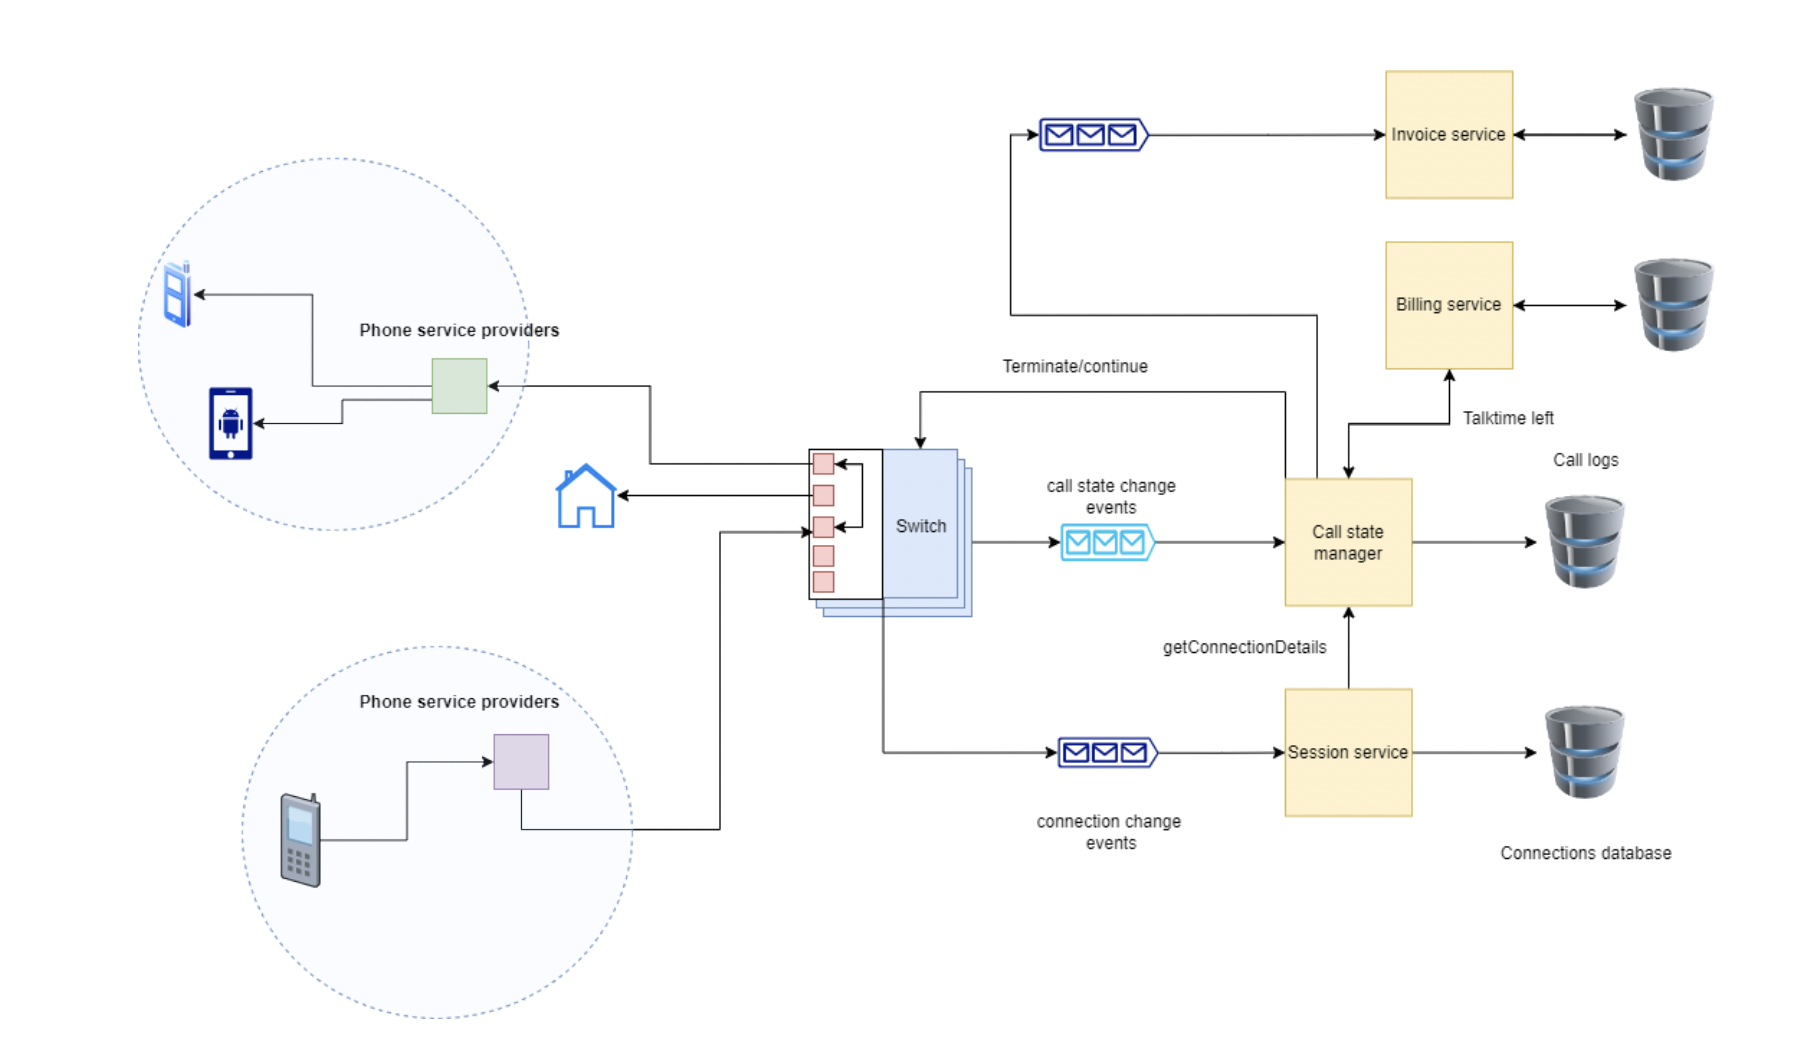 Invoice service
Billing service
Phone service providers
Terminate/continue
Talktime left
Call logs
call state change
events
Switch
Call state
manager
getConnectionDetails
Phone service providers
Session service
connection change
events
Connections database